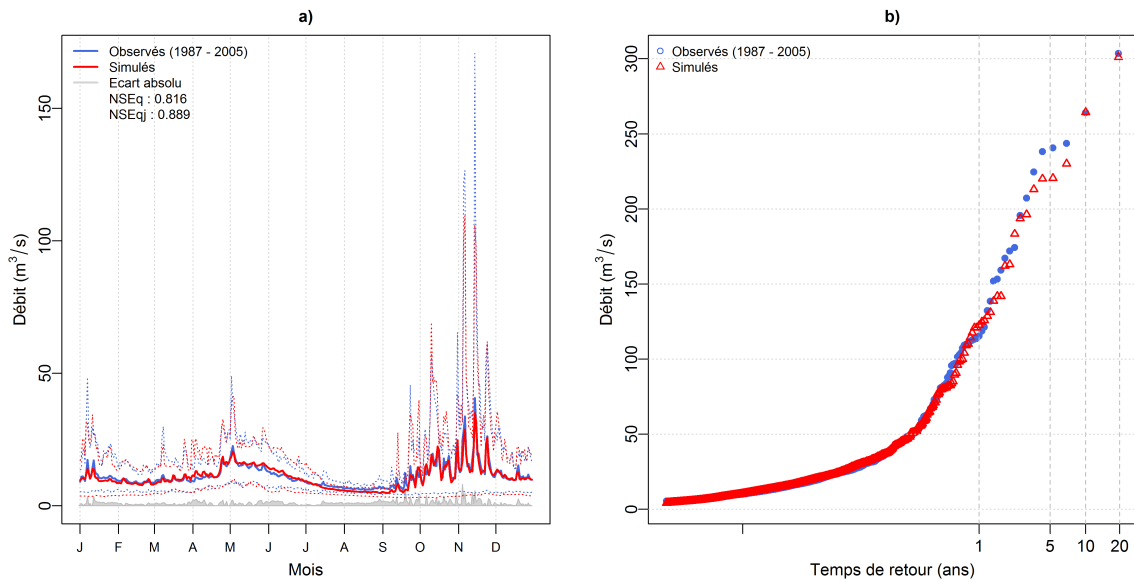 a)
Observés (1987 - 2005)
Simulés
Ecart absolu
NSEq : 0.816
NSEqj : 0.889
Débit (m³/s)
150
100
50
0
J F M A M J J A S O N D
Mois
b)
Observés (1987 - 2005)
Simulés
Débit (m³/s)
300
250
200
150
100
50
0
1 5 10 20
Temps de retour (ans)